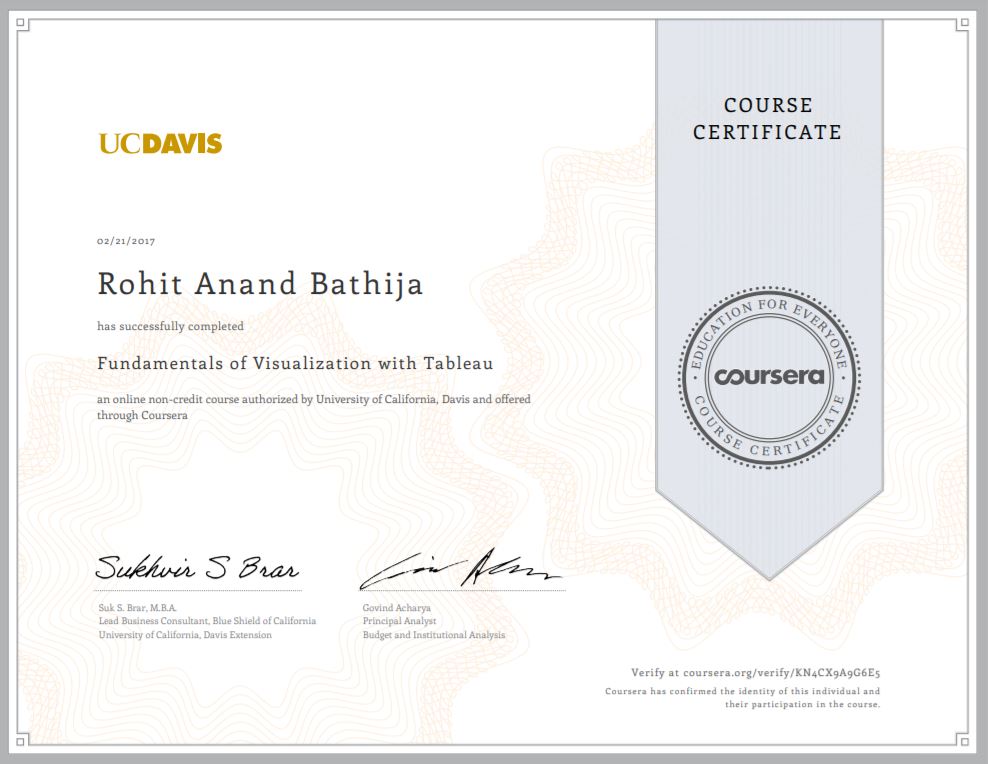 COURSE
CERTIFICATE
UCDAVIS
02/21/2017
Rohit Anand Bathija
has successfully completed
Fundamentals of Visualization with Tableau
an online non-credit course authorized by University of California, Davis and offered
through Coursera
EDUCATION FOR EVERYONE
coursera
COURSE CERTIFICATE
Sukhvir S Brar
Suk S. Brar, M.B.A.
Lead Business Consultant, Blue Shield of California
University of California, Davis Extension
Govind Acharya
Principal Analyst
Budget and Institutional Analysis
Verify at coursera.org/verify/KN4CX9A9G6E5
Coursera has confirmed the identity of this individual and
their participation in the course.